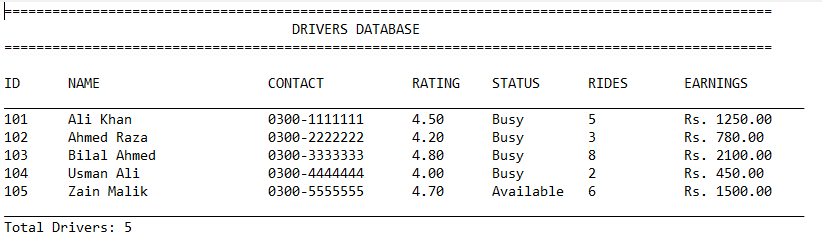 ================================================================================================
DRIVERS DATABASE
================================================================================================
ID NAME CONTACT RATING STATUS RIDES EARNINGS
____________________________________________________________________________________________________
101 Ali Khan 0300-1111111 4.50 Busy 5 Rs. 1250.00
102 Ahmed Raza 0300-2222222 4.20 Busy 3 Rs. 780.00
103 Bilal Ahmed 0300-3333333 4.80 Busy 8 Rs. 2100.00
104 Usman Ali 0300-4444444 4.00 Busy 2 Rs. 450.00
105 Zain Malik 0300-5555555 4.70 Available 6 Rs. 1500.00
____________________________________________________________________________________________________
Total Drivers: 5